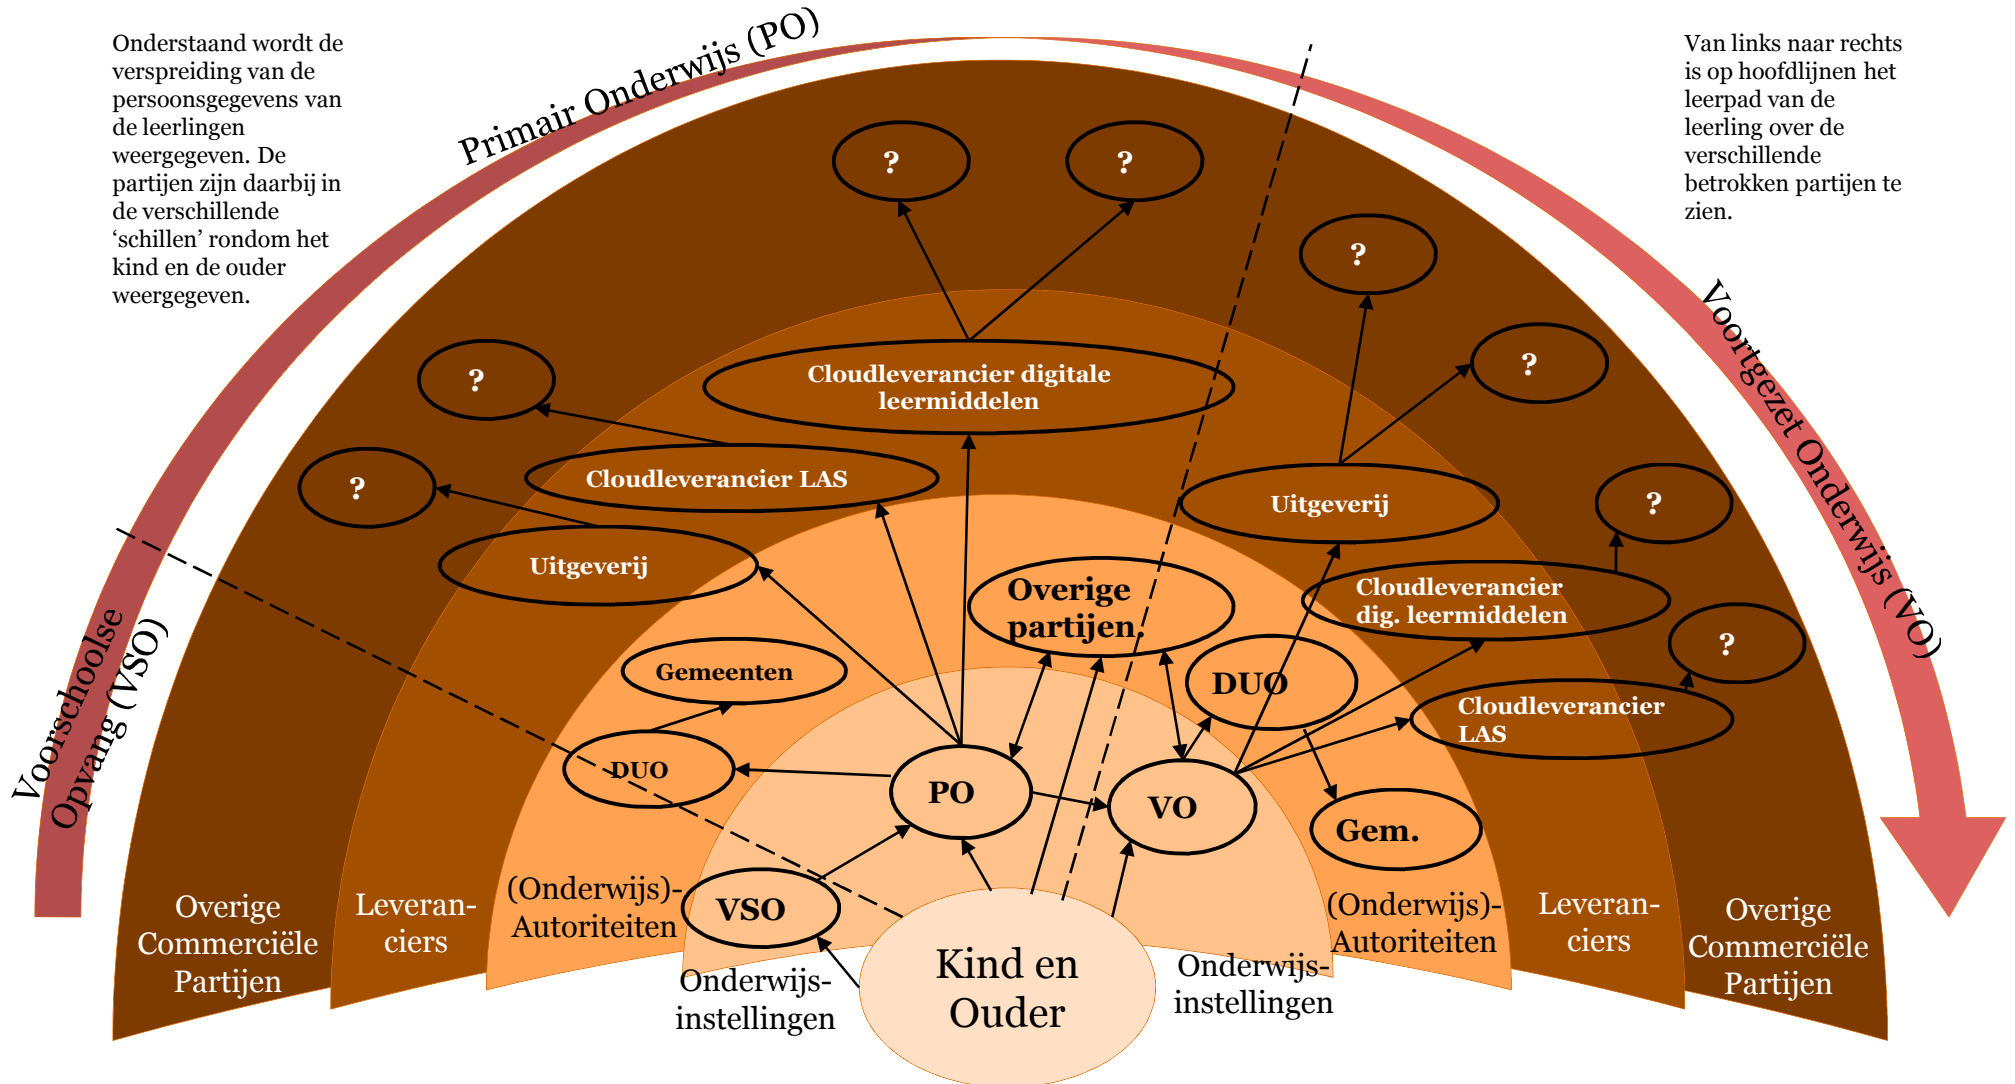 Onderstaand wordt de
verspreiding van de
persoonsgegevens van
de leerlingen
weergegeven. De
partijen zijn daarbij in
de verschillende
‘schillen’ rondom het
kind en de ouder
weergegeven.
Primair Onderwijs (PO)
Van links naar rechts
is op hoofdlijnen het
leerpad van de
leerling over de
verschillende
betrokken partijen te
zien.
Voorschoolse
Opvang (VSO)
Voortgezet Onderwijs (VO)
?
?
?
?
?
?
?
?
?
Cloudleverancier digitale
leermiddelen
Cloudleverancier LAS
Uitgeverij
Uitgeverij
Cloudleverancier
dig. leermiddelen
Cloudleverancier
LAS
Overige
partijen.
Gemeenten
DUO
DUO
Gem.
PO
VO
VSO
Overige
Commerciële
Partijen
Leveran-
ciers
(Onderwijs)-
Autoriteiten
Onderwijs-
instellingen
Kind en
Ouder
Onderwijs-
instellingen
(Onderwijs)-
Autoriteiten
Leveran-
ciers
Overige
Commerciële
Partijen